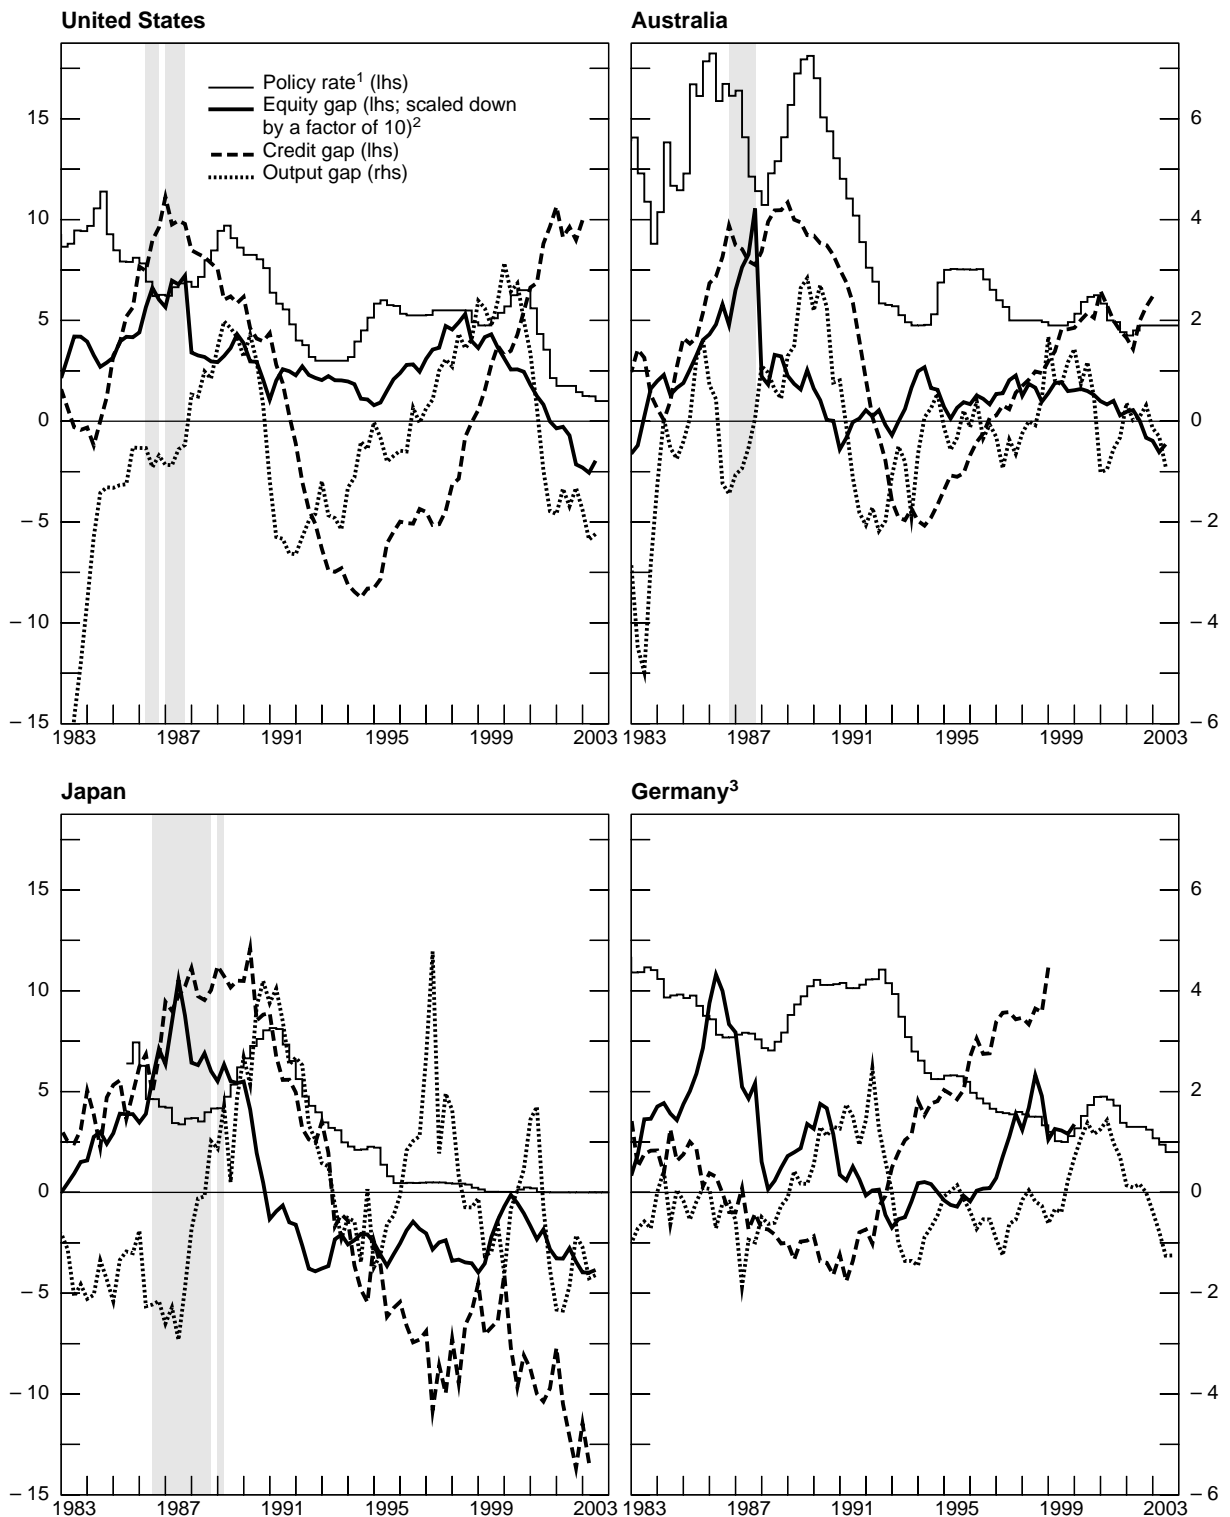 United States
Australia
Policy rate1 (lhs)
Equity gap (lhs; scaled down
by a factor of 10)2
Credit gap (lhs)
Output gap (rhs)
15
10
5
0
– 5
– 10
– 15
6
4
2
0
– 2
– 4
– 6
1983 1987 1991 1995 1999 2003
1983 1987 1991 1995 1999 2003
Japan
Germany3
15
10
5
0
– 5
– 10
– 15
6
4
2
0
– 2
– 4
– 6
1983 1987 1991 1995 1999 2003
1983 1987 1991 1995 1999 2003